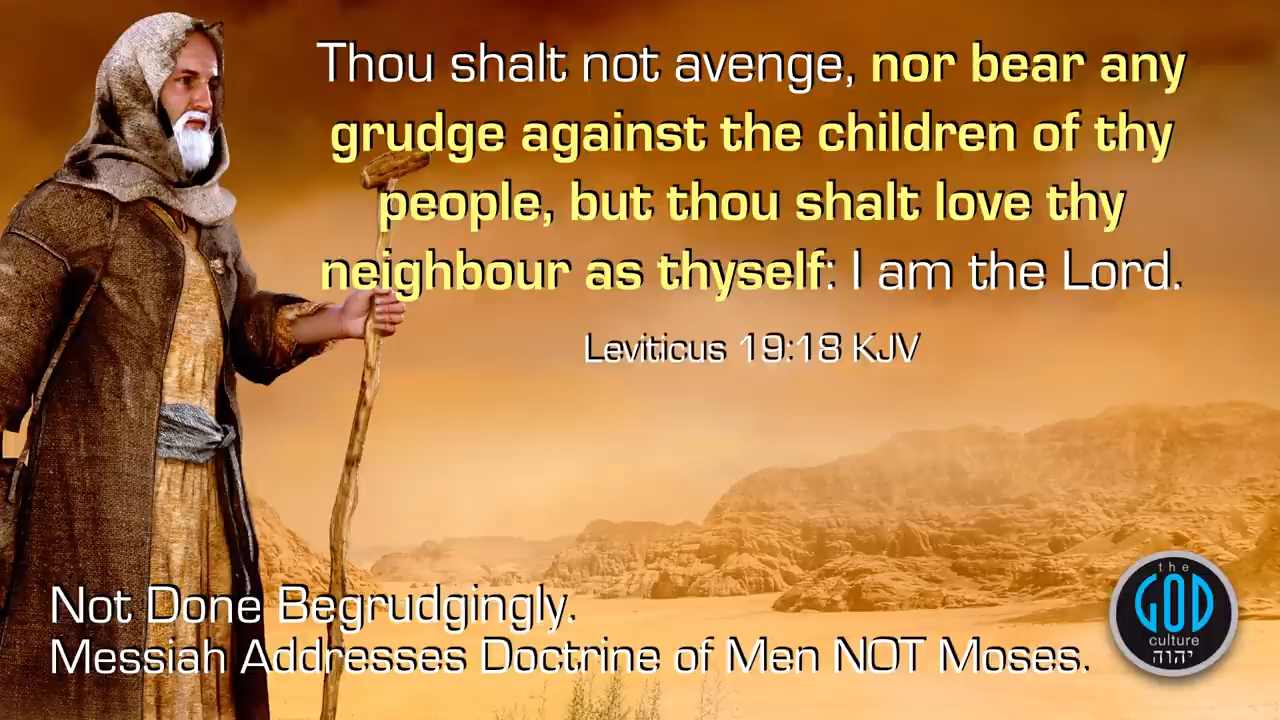 Thou shalt not avenge, nor bear any
grudge against the children of thy
people, but thou shalt love thy
neighbour as thyself: I am the Lord.
Leviticus 19:18 KJV
Not Done Begrudgingly.
Messiah Addresses Doctrine of Men NOT Moses.
the
GOD
culture
יהוה